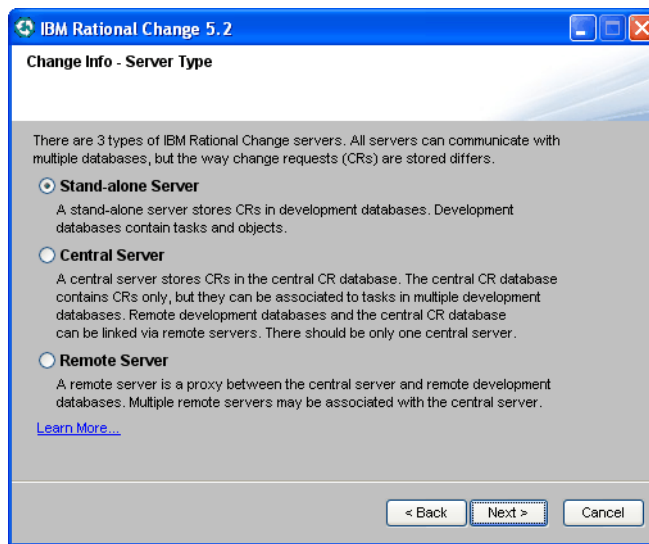 IBM Rational Change 5.2
Change Info - Server Type
There are 3 types of IBM Rational Change servers. All servers can communicate with
multiple databases, but the way change requests (CRs) are stored differs.
Stand-alone Server
A stand-alone server stores CRs in development databases. Development
databases contain tasks and objects.
Central Server
A central server stores CRs in the central CR database. The central CR database
contains CRs only, but they can be associated to tasks in multiple development
databases. Remote development databases and the central CR database
can be linked via remote servers. There should be only one central server.
Remote Server
A remote server is a proxy between the central server and remote development
databases. Multiple remote servers may be associated with the central server.
Learn More...
< Back Next > Cancel